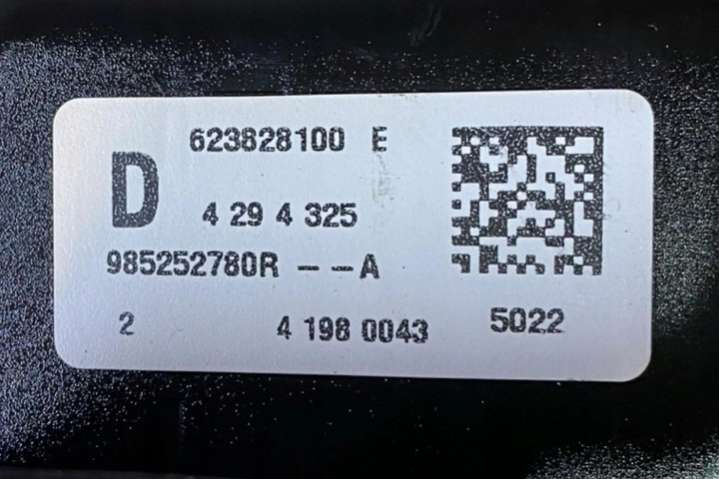 623828100 E
D
4 29 4 325
985252780R - - A
2 4 198 0043 5022